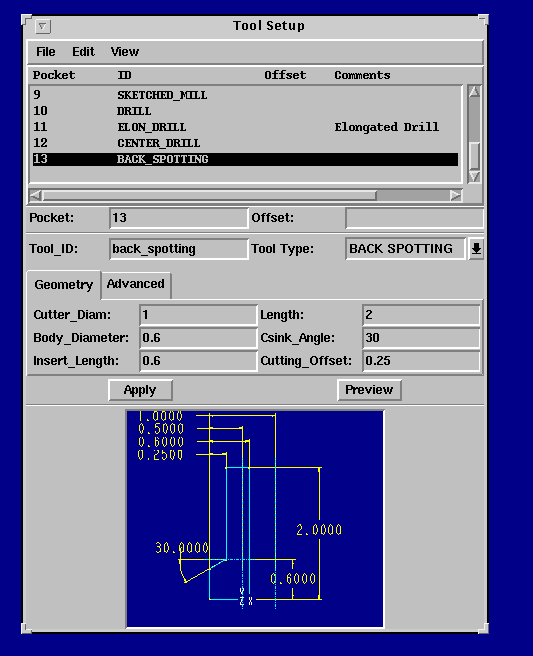 Tool Setup
File Edit View
Pocket ID Offset Comments
9 SKETCHED_MILL
10 DRILL
11 ELON_DRILL Elongated Drill
12 CENTER_DRILL
13 BACK_SPOTTING
Pocket: 13 Offset:
Tool_ID: back_spotting Tool Type: BACK SPOTTING
Geometry Advanced
Cutter_Diam: 1 Length: 2
Body_Diameter: 0.6 Csink_Angle: 30
Insert_Length: 0.6 Cutting_Offset: 0.25
Apply Preview
1.0000
0.5000
0.6000
0.2500
2.0000
30.0000
0.6000